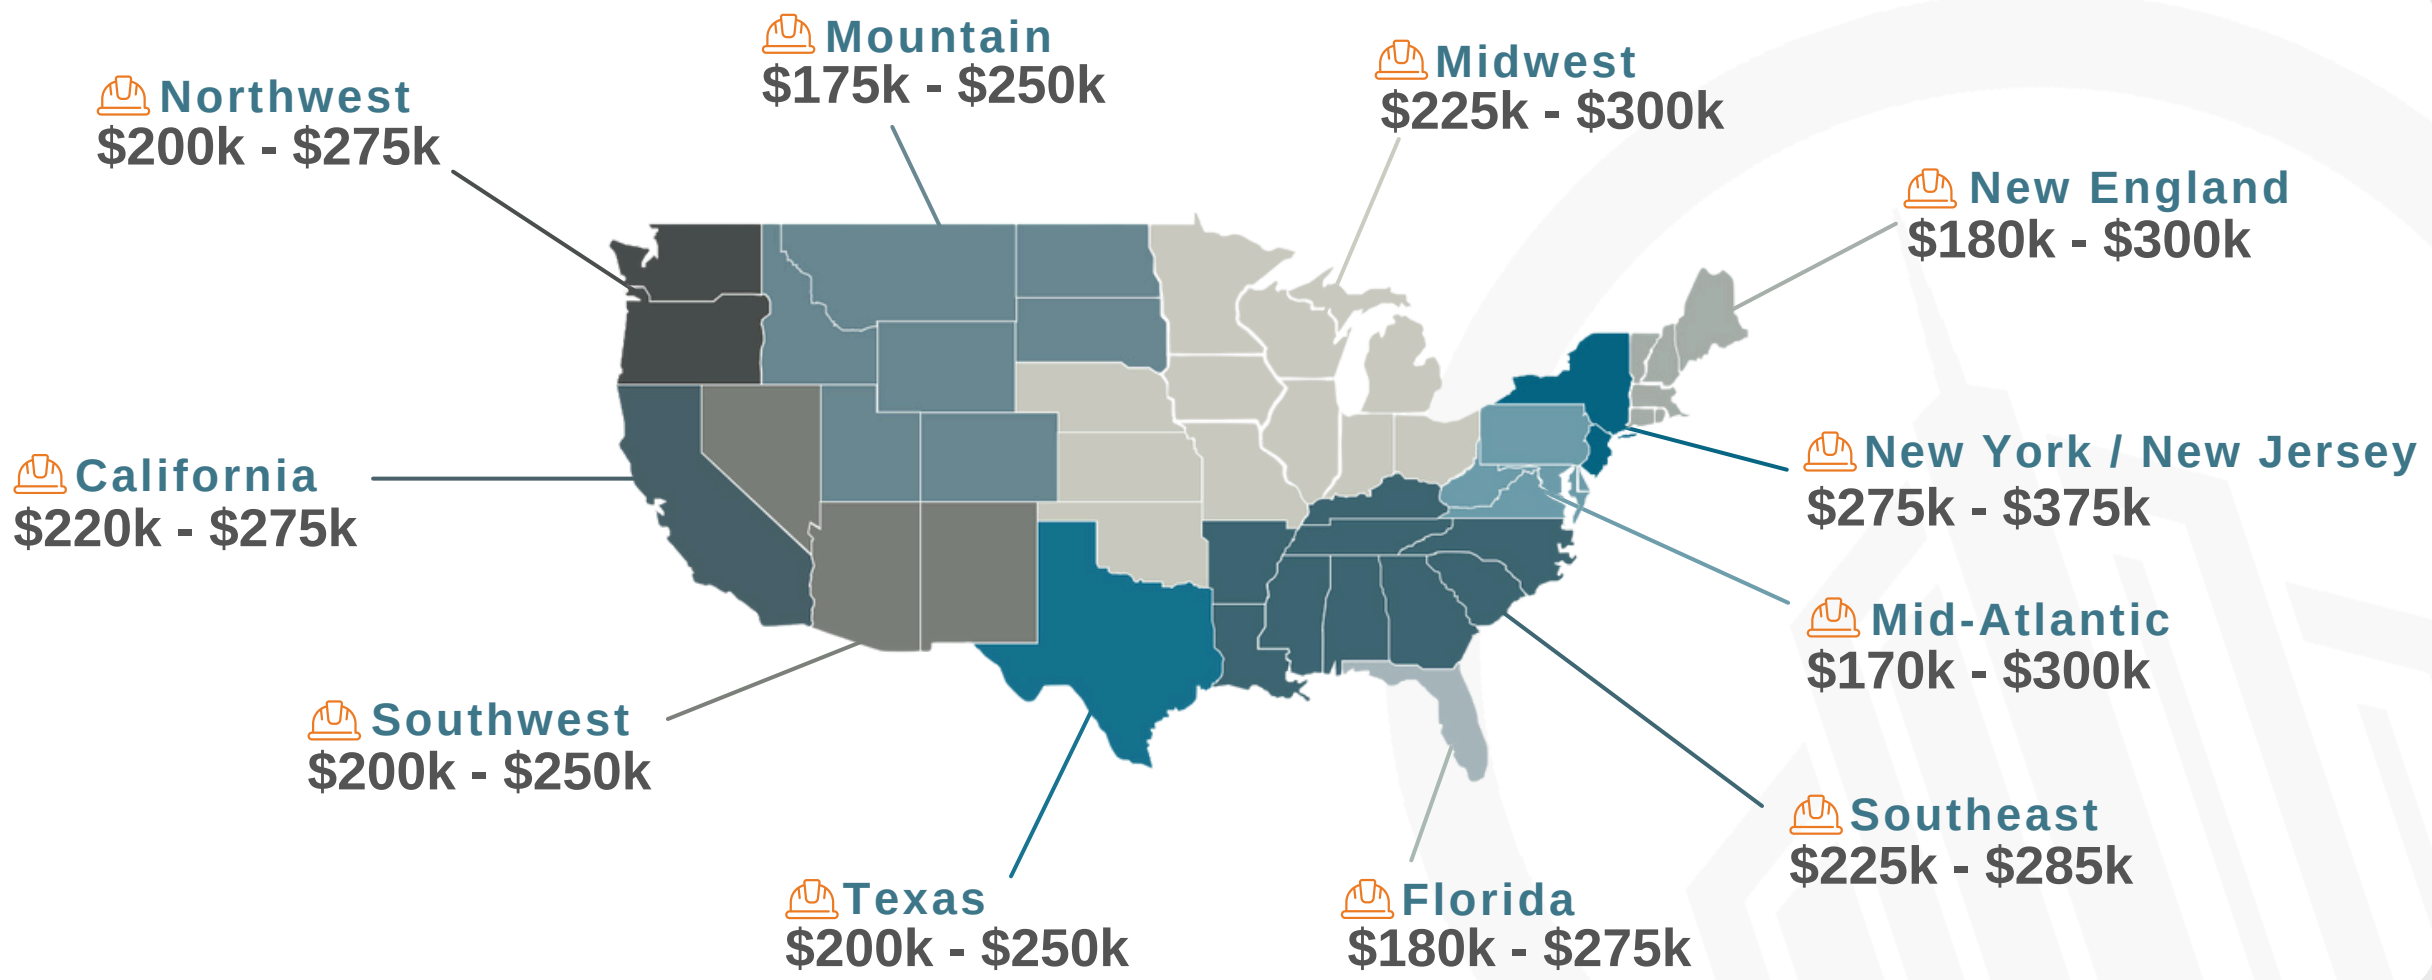 Mountain
$175k - $250k
Midwest
$225k - $300k
Northwest
$200k - $275k
New England
$180k - $300k
California
$220k - $275k
New York / New Jersey
$275k - $375k
Mid-Atlantic
$170k - $300k
Southwest
$200k - $250k
Southeast
$225k - $285k
Texas
$200k - $250k
Florida
$180k - $275k